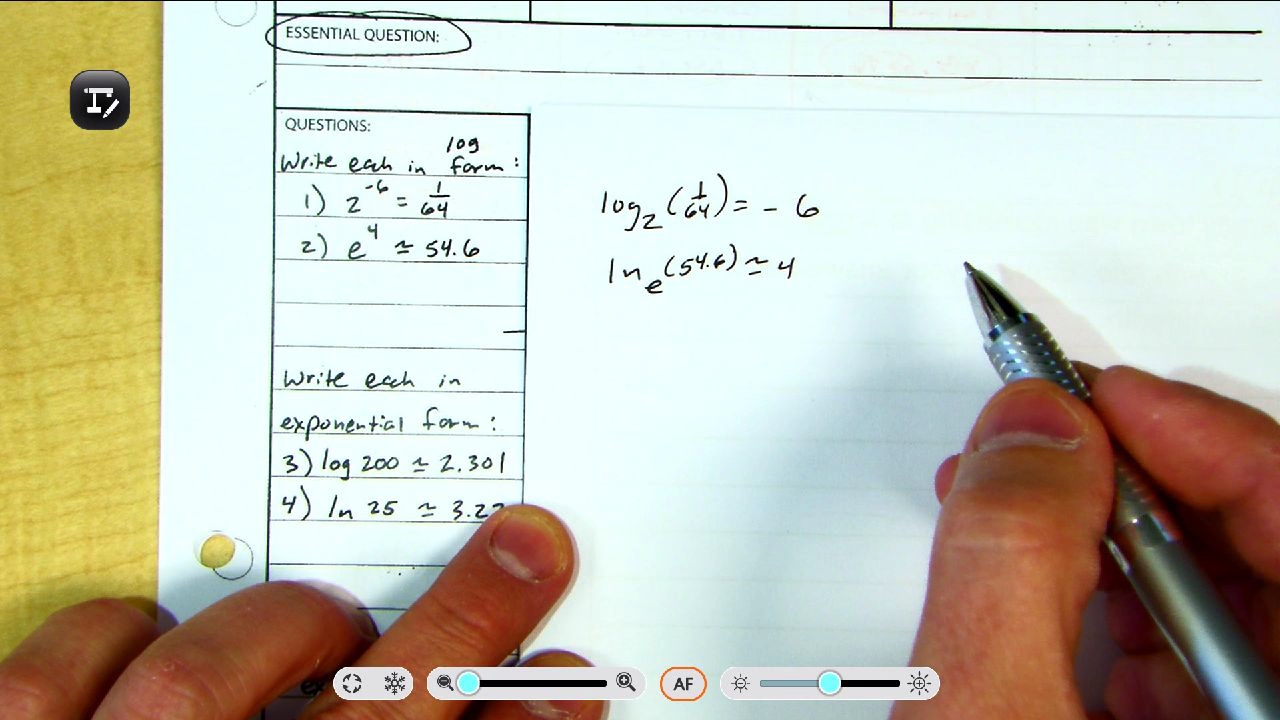 ESSENTIAL QUESTION:
QUESTIONS:
Write each in log form:
1) 2^-6 = 1/64
2) e^4 ≃ 54.6
Write each in
exponential form:
3) log 200 ≃ 2.301
4) ln 25 ≃ 3.22
log_2 (1/64) = - 6
ln_e (54.6) ≃ 4
AF